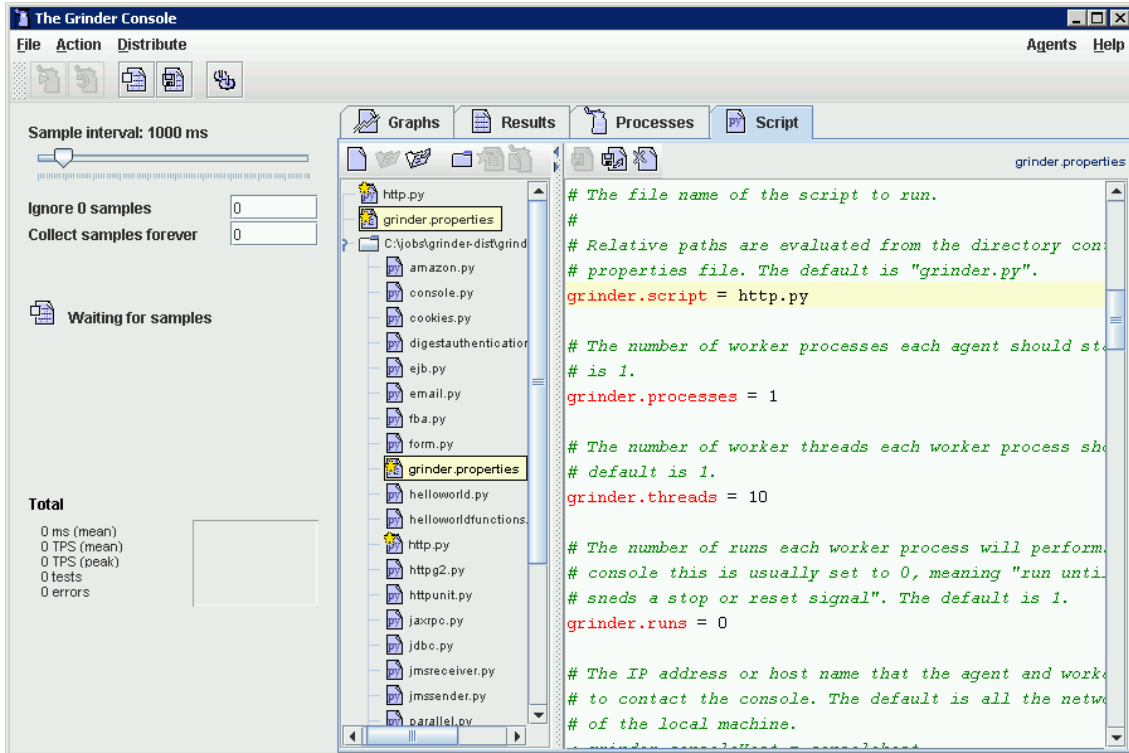 The Grinder Console
File Action Distribute Agents Help
Sample interval: 1000 ms
Ignore 0 samples 0
Collect samples forever 0
Waiting for samples
Total
0 ms (mean)
0 TPS (mean)
0 TPS (peak)
0 tests
0 errors
Graphs Results Processes Script
grinder.properties
http.py
grinder.properties
C:\jobs\grinder-dist\grind
amazon.py
console.py
cookies.py
digestauthentication
ejb.py
email.py
fba.py
form.py
grinder.properties
helloworld.py
helloworldfunctions.
http.py
httpg2.py
httpunit.py
jaxrpc.py
jdbc.py
jmsreceiver.py
jmssender.py
parallel.py
# The file name of the script to run.
#
# Relative paths are evaluated from the directory con
# properties file. The default is "grinder.py".
grinder.script = http.py
# The number of worker processes each agent should st
# is 1.
grinder.processes = 1
# The number of worker threads each worker process sho
# default is 1.
grinder.threads = 10
# The number of runs each worker process will perform.
# console this is usually set to 0, meaning "run unti
# sneds a stop or reset signal". The default is 1.
grinder.runs = 0
# The IP address or host name that the agent and work
# to contact the console. The default is all the netw
# of the local machine.